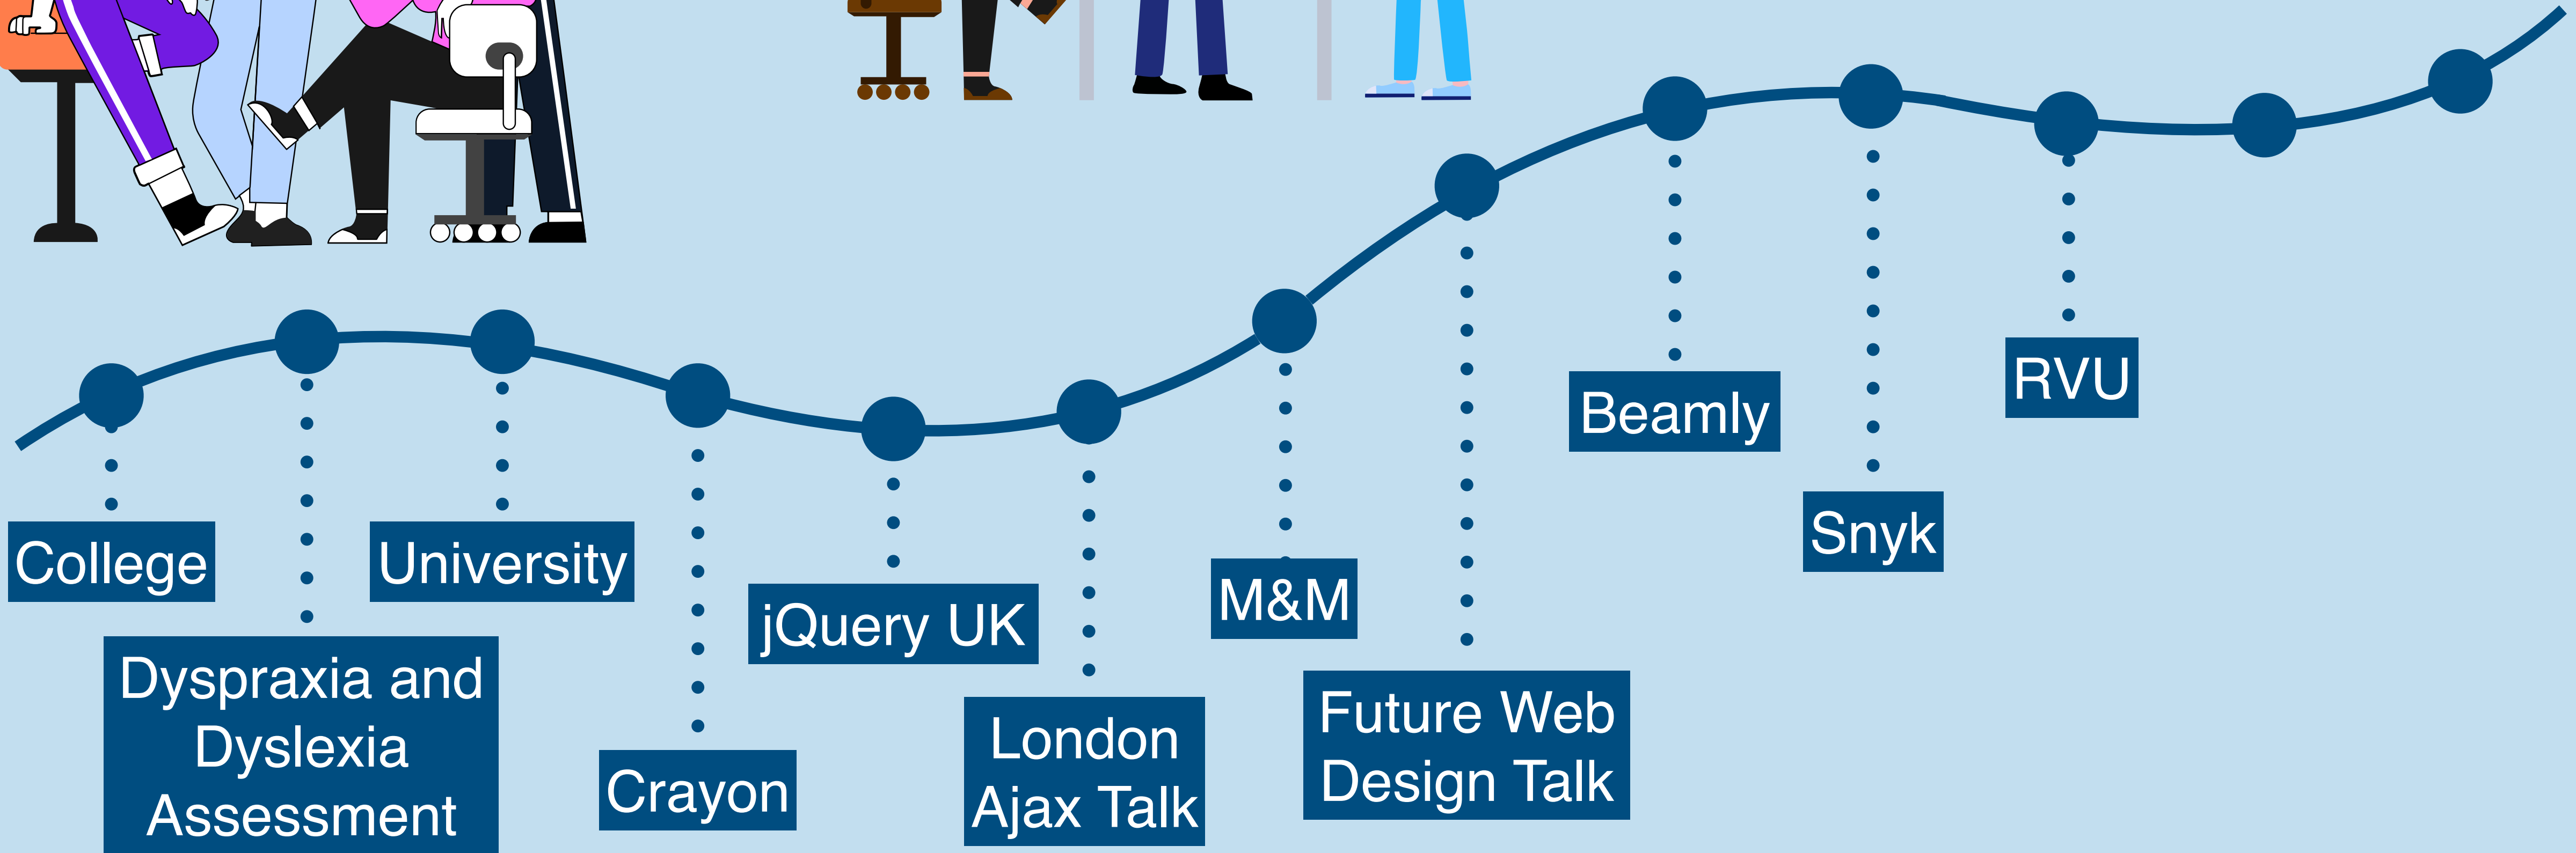 College
Dyspraxia and
Dyslexia
Assessment
University
Crayon
jQuery UK
London
Ajax Talk
M&M
Future Web
Design Talk
Beamly
Snyk
RVU